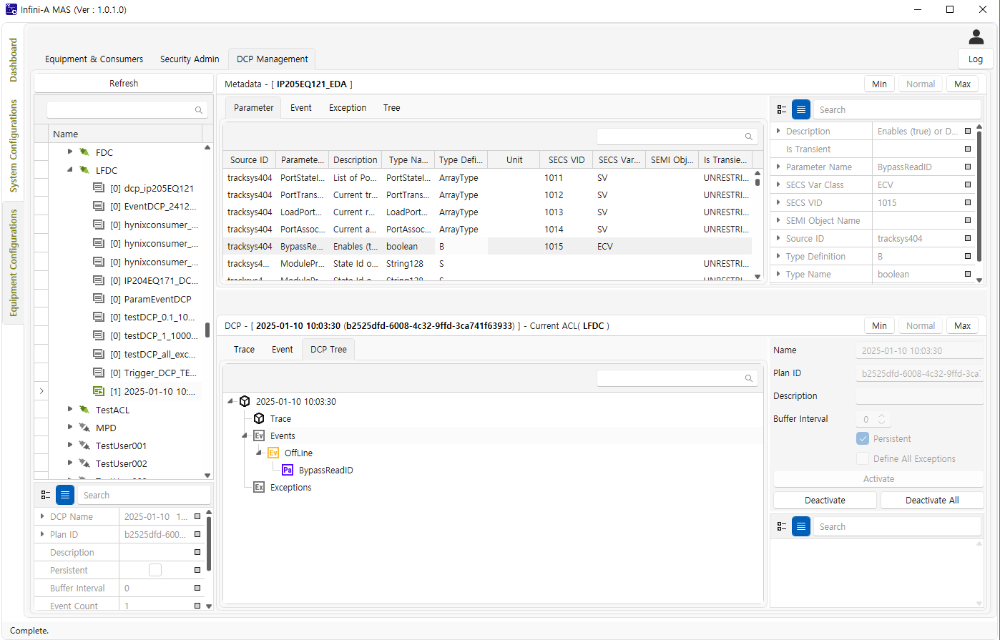 Infini-A MAS (Ver : 1.0.1.0)
Dashboard
System Configurations
Equipment Configurations
Equipment & Consumers
Security Admin
DCP Management
Log
Refresh
Name
FDC
LFDC
[0] dcp_ip205EQ121
[0] EventDCP_2412...
[0] hynixconsumer_...
[0] hynixconsumer_...
[0] hynixconsumer_...
[0] IP204EQ171_DC...
[0] ParamEventDCP
[0] testDCP_0.1_10...
[0] testDCP_1_1000...
[0] testDCP_all_exc...
[0] Trigger_DCP_TE...
[1] 2025-01-10 10:...
TestACL
MPD
TestUser001
TestUser002
Search
DCP Name 2025-01-10 1...
Plan ID b2525dfd-600...
Description
Persistent
Buffer Interval 0
Event Count 1
Metadata - [ IP205EQ121_EDA ]
Min Normal Max
Parameter Event Exception Tree
Source ID Paramete... Description Type Na... Type Defi... Unit SECS VID SECS Var... SEMI Obj... Is Transie...
tracksys404 PortStateI... List of Po... PortStateI... ArrayType 1011 SV UNRESTRI...
tracksys404 PortTrans... Current tr... PortTrans... ArrayType 1012 SV UNRESTRI...
tracksys404 LoadPort... Current r... LoadPort... ArrayType 1013 SV UNRESTRI...
tracksys404 PortAssoc... Current a... PortAssoc... ArrayType 1014 SV UNRESTRI...
tracksys404 BypassRe... Enables (t... boolean B 1015 ECV
tracksys4... ModulePr... State Id o... String128 S UNRESTRI...
tracksys4... ModulePr... State Id o... String128 S UNRESTRI...
Search
Description Enables (true) or D...
Is Transient
Parameter Name BypassReadID
SECS Var Class ECV
SECS VID 1015
SEMI Object Name
Source ID tracksys404
Type Definition B
Type Name boolean
DCP - [ 2025-01-10 10:03:30 (b2525dfd-6008-4c32-9ffd-3ca741f63933) ] - Current ACL( LFDC )
Min Normal Max
Trace Event DCP Tree
2025-01-10 10:03:30
Trace
Ev Events
Ev OffLine
Pa BypassReadID
Ex Exceptions
Name 2025-01-10 10:03:30
Plan ID b2525dfd-6008-4c32-9ffd-3ca7
Description
Buffer Interval 0
Persistent
Define All Exceptions
Activate
Deactivate Deactivate All
Search
Complete.